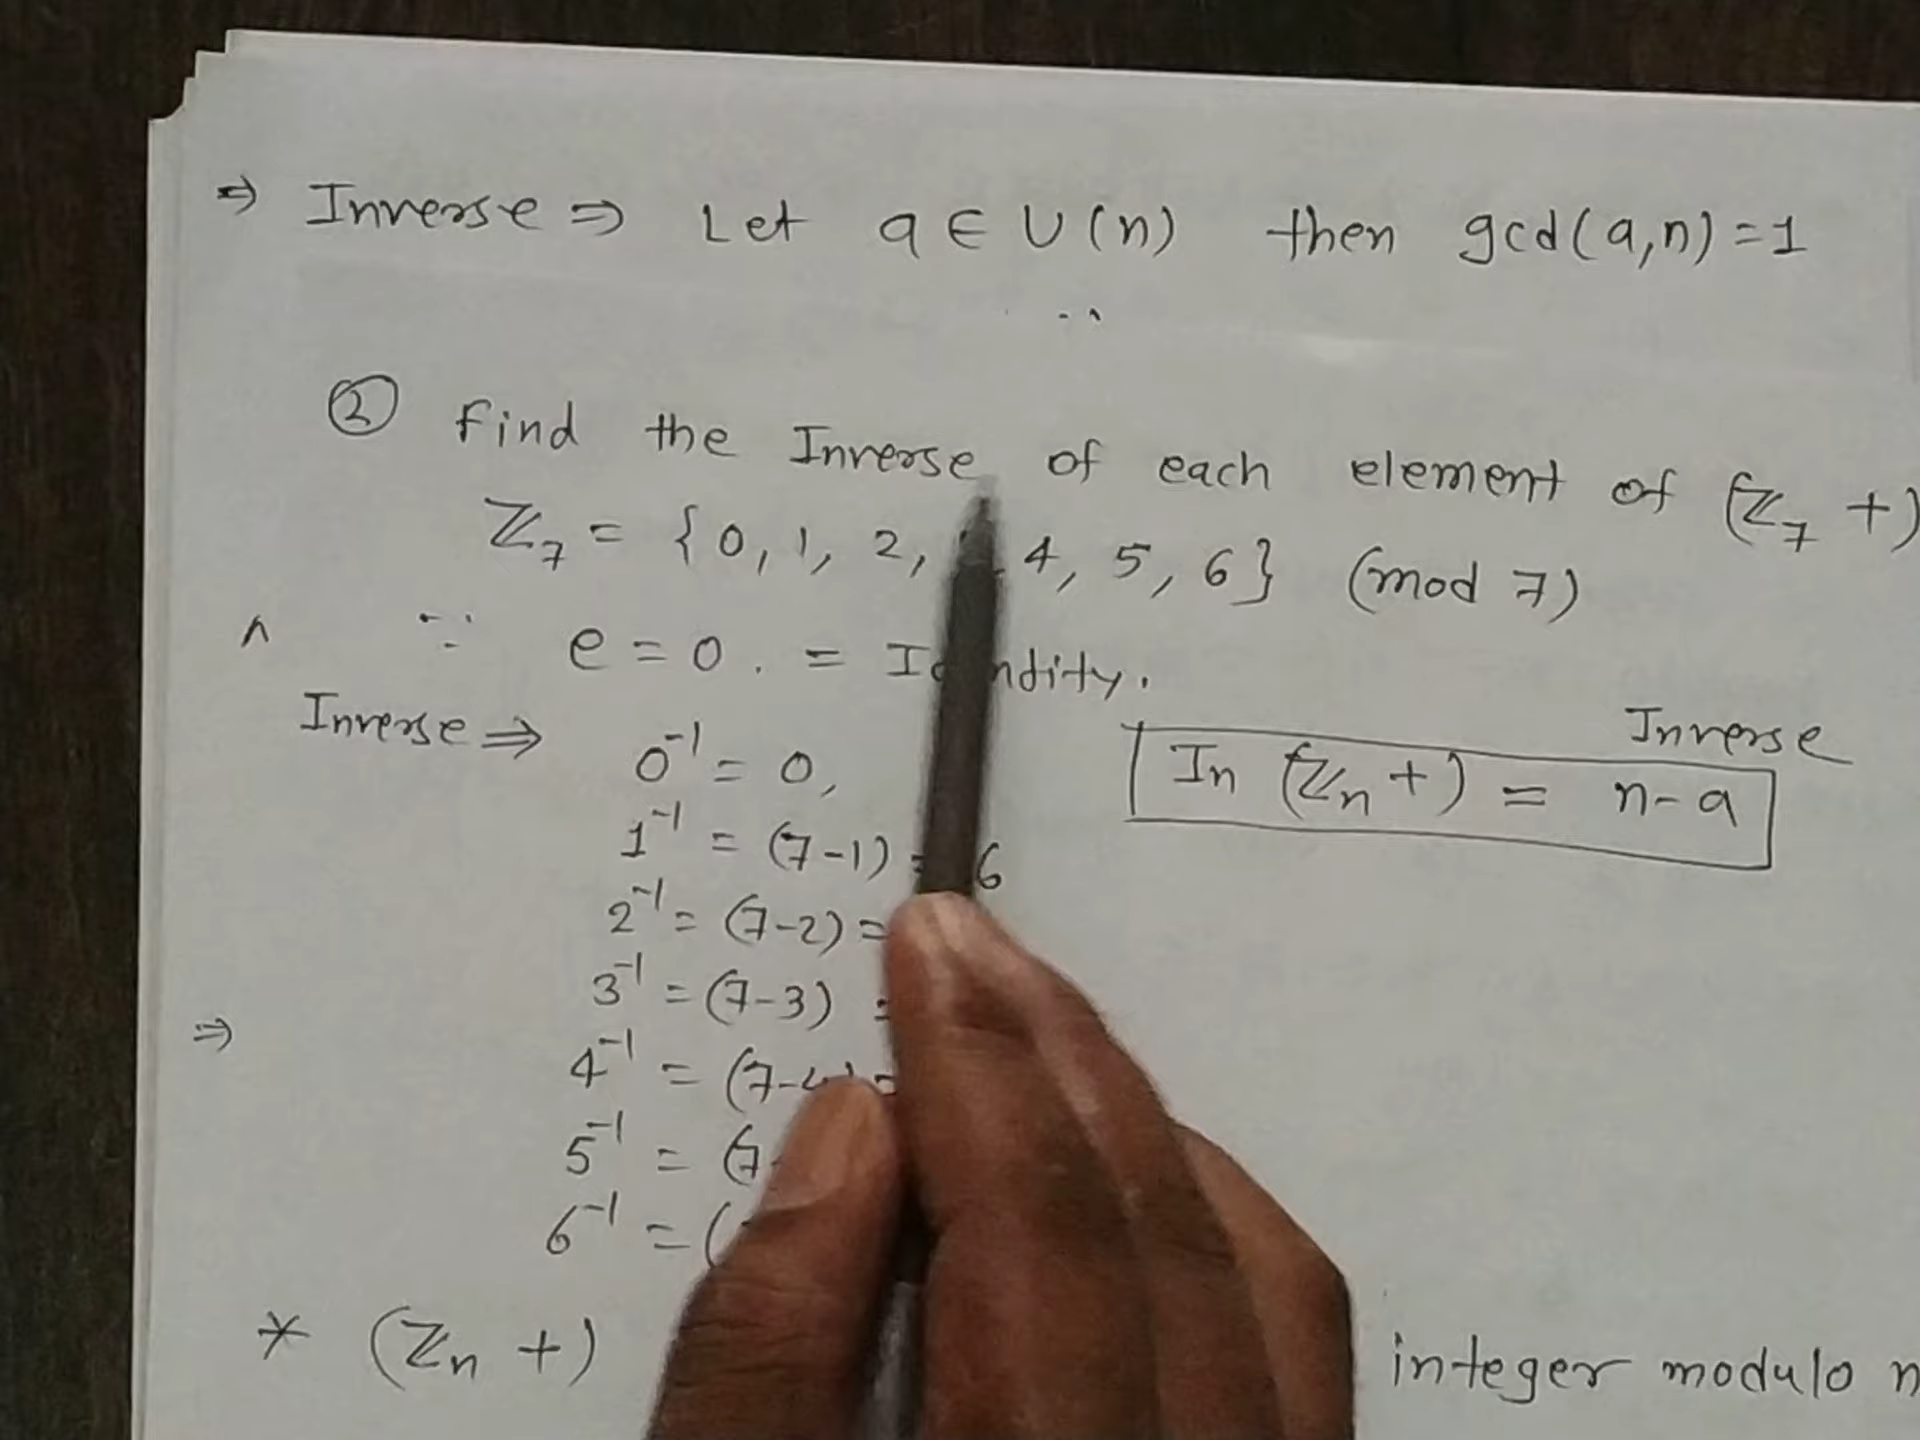 ⇒ Inverse ⇒ Let a ∈ U(n) then gcd(a,n)=1
② Find the Inverse of each element of (ℤ₇ +)
ℤ₇ = {0, 1, 2, 4, 5, 6} (mod 7)
∵ e = 0. = Identity.
Inverse ⇒ 0⁻¹ = 0,
Inverse
In (ℤn +) = n-a
1⁻¹ = (7-1) = 6
2⁻¹ = (7-2) =
3⁻¹ = (7-3) =
⇒ 4⁻¹ = (7-4) =
5⁻¹ = (7-
6⁻¹ = (
* (ℤn +) integer modulo n